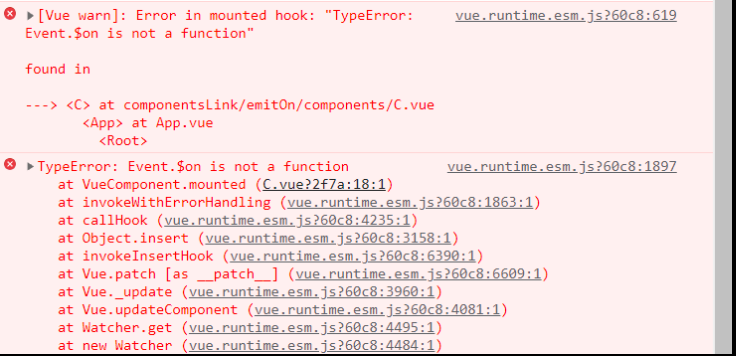 [Vue warn]: Error in mounted hook: "TypeError: vue.runtime.esm.js?60c8:619
Event.$on is not a function"
found in
---> <C> at componentsLink/emitOn/components/C.vue
<App> at App.vue
<Root>
TypeError: Event.$on is not a function vue.runtime.esm.js?60c8:1897
at VueComponent.mounted (C.vue?2f7a:18:1)
at invokeWithErrorHandling (vue.runtime.esm.js?60c8:1863:1)
at callHook (vue.runtime.esm.js?60c8:4235:1)
at Object.insert (vue.runtime.esm.js?60c8:3158:1)
at invokeInsertHook (vue.runtime.esm.js?60c8:6390:1)
at Vue.patch [as __patch__] (vue.runtime.esm.js?60c8:6609:1)
at Vue._update (vue.runtime.esm.js?60c8:3960:1)
at Vue.updateComponent (vue.runtime.esm.js?60c8:4081:1)
at Watcher.get (vue.runtime.esm.js?60c8:4495:1)
at new Watcher (vue.runtime.esm.js?60c8:4484:1)